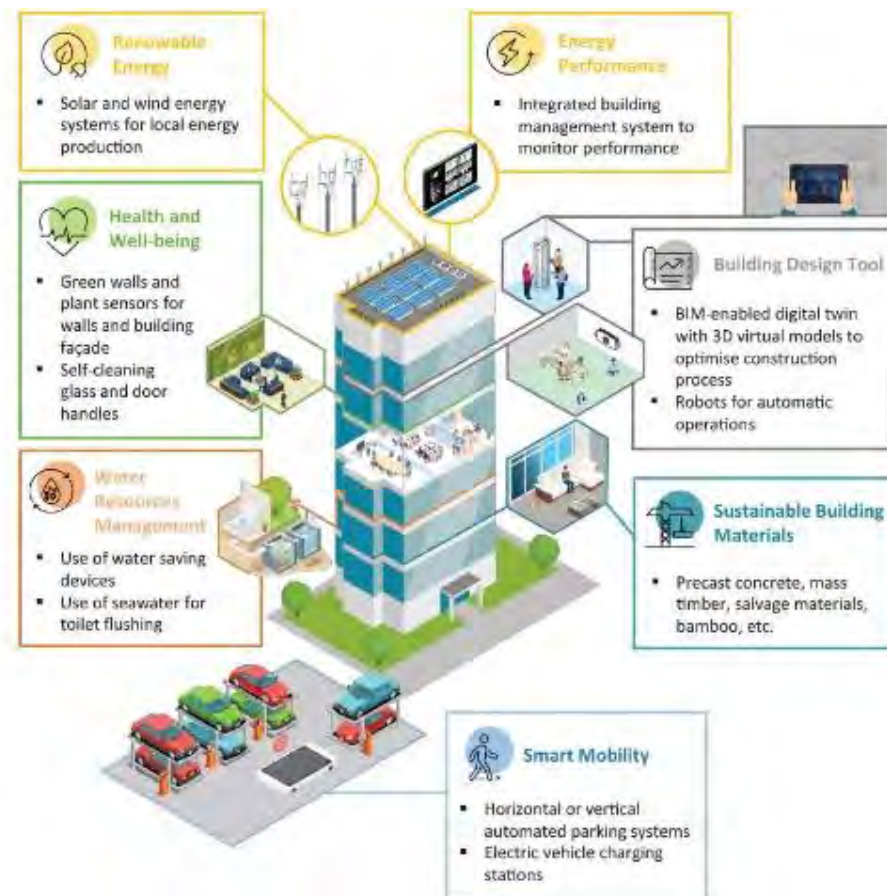 Renewable
Energy
▪ Solar and wind energy
systems for local energy
production
Energy
Performance
▪ Integrated building
management system to
monitor performance
Health and
Well-being
▪ Green walls and
plant sensors for
walls and building
façade
▪ Self-cleaning
glass and door
handles
Building Design Tool
▪ BIM-enabled digital twin
with 3D virtual models to
optimise construction
process
▪ Robots for automatic
operations
Water
Resources
Management
▪ Use of water saving
devices
▪ Use of seawater for
toilet flushing
Sustainable Building
Materials
▪ Precast concrete, mass
timber, salvage materials,
bamboo, etc.
Smart Mobility
▪ Horizontal or vertical
automated parking systems
▪ Electric vehicle charging
stations